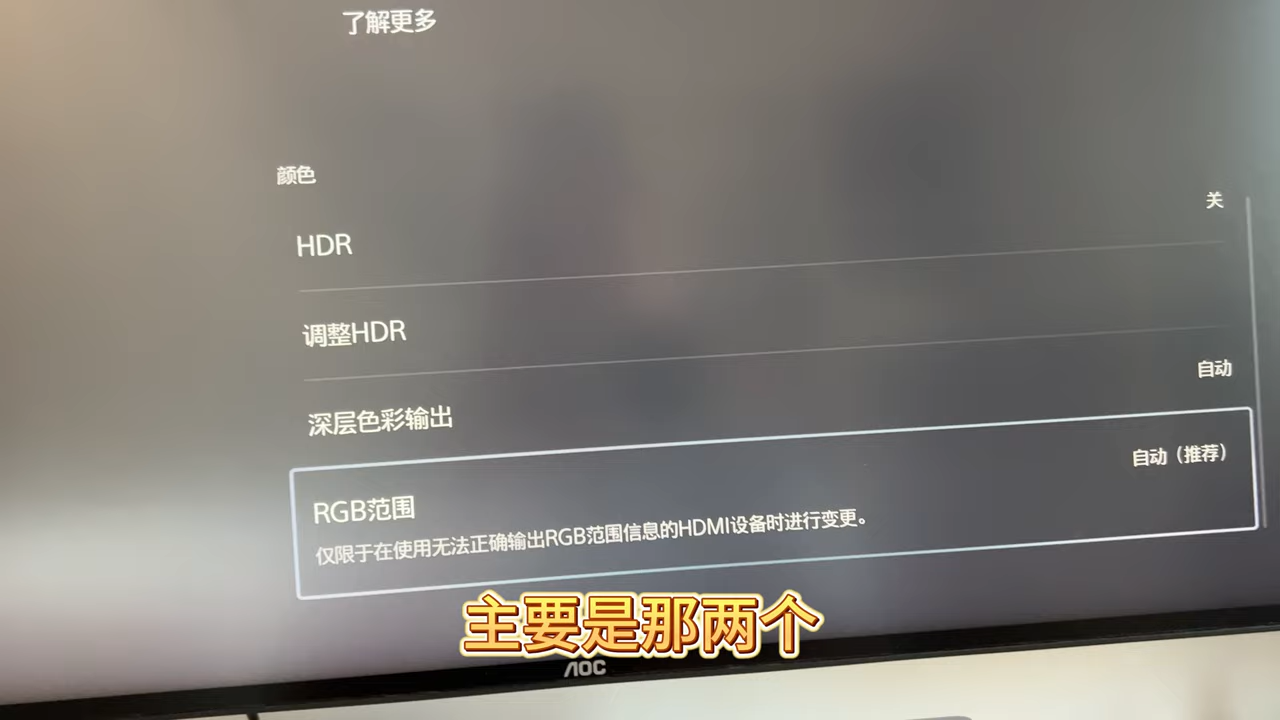 了解更多
颜色
HDR
关
调整HDR
深层色彩输出
自动
RGB范围
自动（推荐）
仅限于在使用无法正确输出RGB范围信息的HDMI设备时进行变更。
主要是那两个
AOC